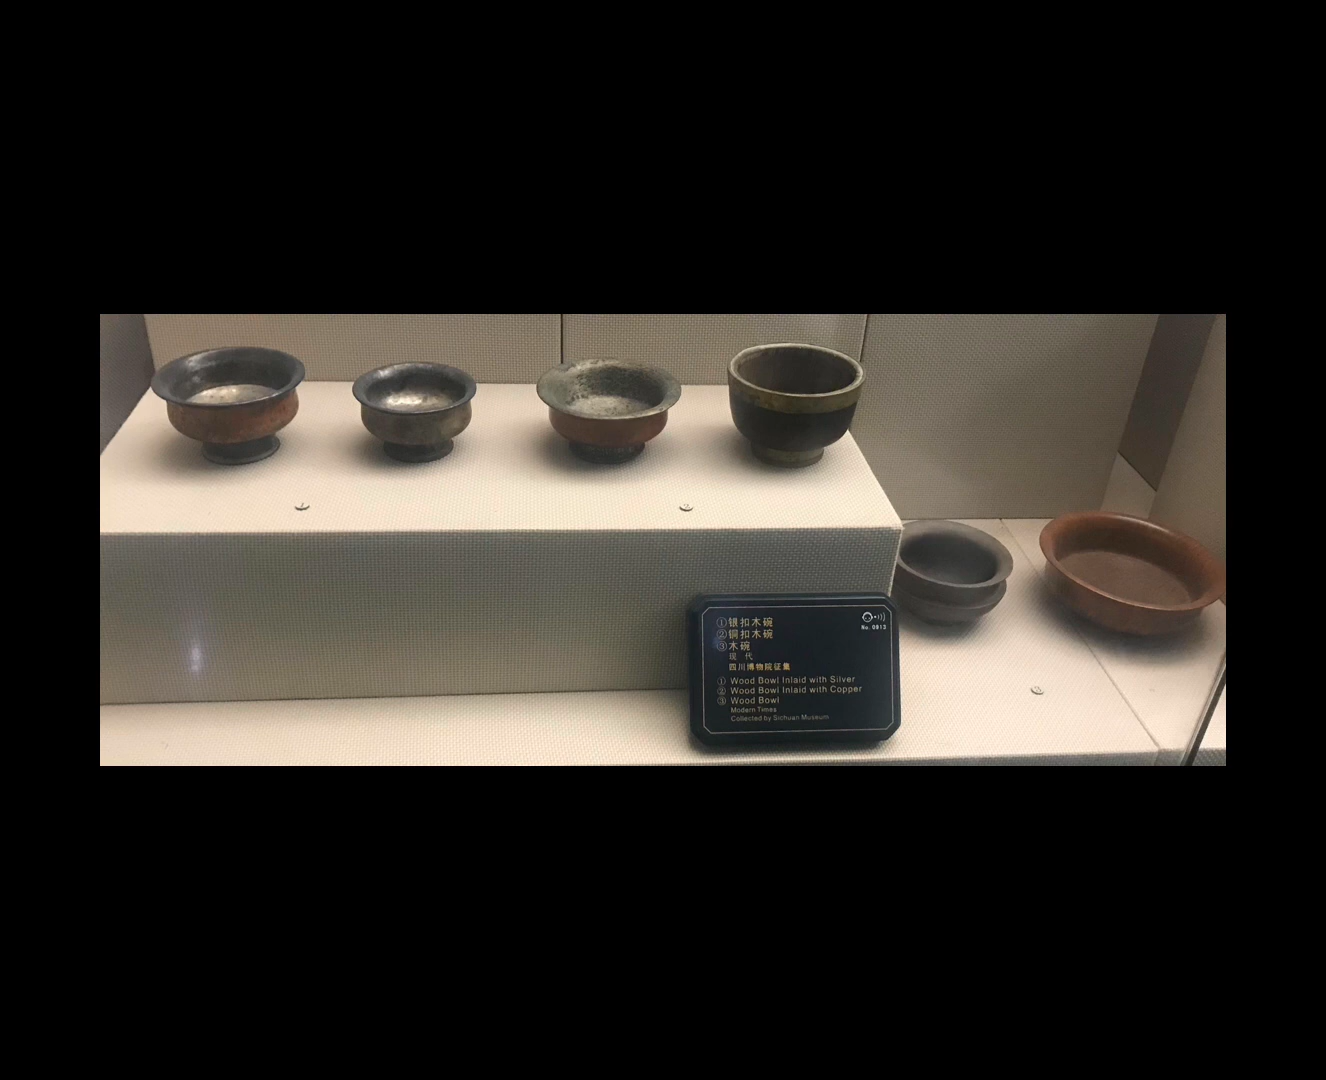 ①银扣木碗
②铜扣木碗
③木碗
现 代
四川博物院征集
No. 0913
① Wood Bowl Inlaid with Silver
② Wood Bowl Inlaid with Copper
③ Wood Bowl
Modern Times
Collected by Sichuan Museum